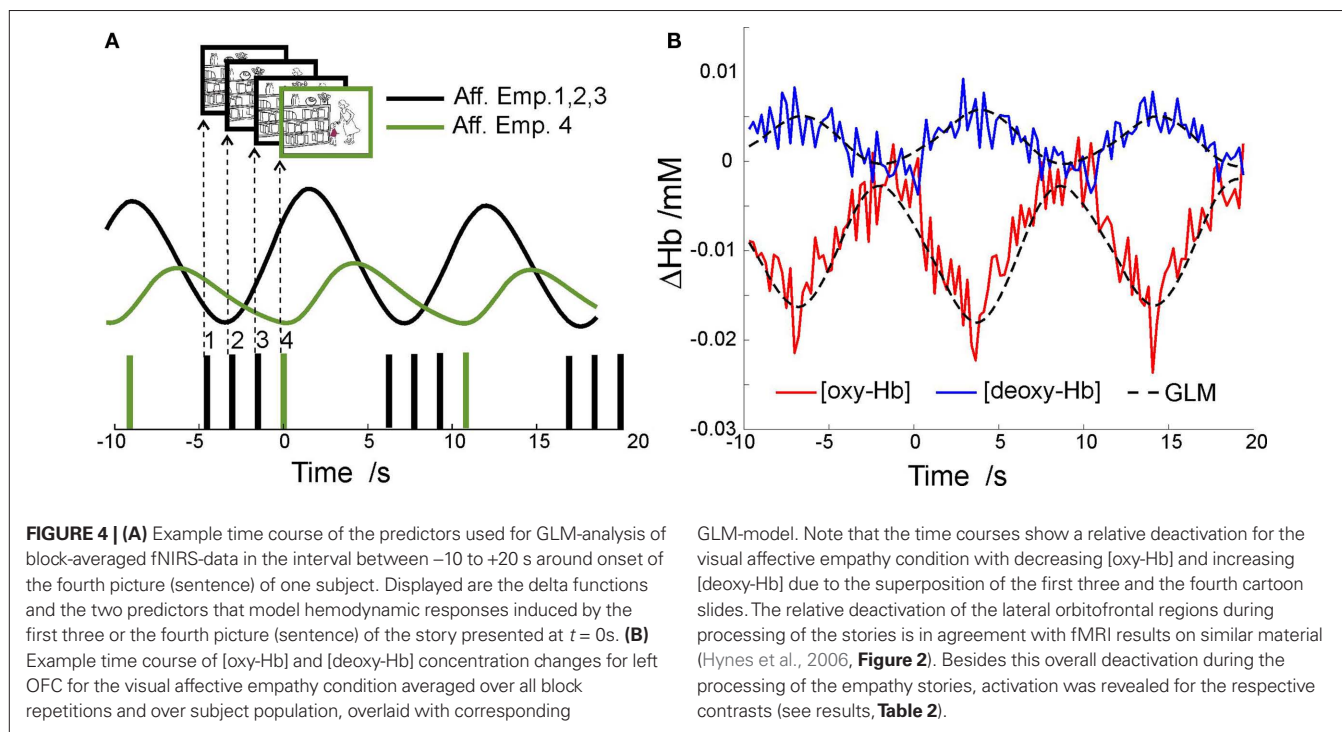 A
Aff. Emp.1,2,3
Aff. Emp. 4
1 2 3 4
-10 -5 0 5 10 15 20
Time /s
B
0.01
0
-0.01
-0.02
-0.03
ΔHb /mM
[oxy-Hb] [deoxy-Hb] GLM
-10 -5 0 5 10 15 20
Time /s
FIGURE 4 | (A) Example time course of the predictors used for GLM-analysis of
block-averaged fNIRS-data in the interval between −10 to +20 s around onset of
the fourth picture (sentence) of one subject. Displayed are the delta functions
and the two predictors that model hemodynamic responses induced by the
first three or the fourth picture (sentence) of the story presented at t = 0s. (B)
Example time course of [oxy-Hb] and [deoxy-Hb] concentration changes for left
OFC for the visual affective empathy condition averaged over all block
repetitions and over subject population, overlaid with corresponding
GLM-model. Note that the time courses show a relative deactivation for the
visual affective empathy condition with decreasing [oxy-Hb] and increasing
[deoxy-Hb] due to the superposition of the first three and the fourth cartoon
slides. The relative deactivation of the lateral orbitofrontal regions during
processing of the stories is in agreement with fMRI results on similar material
(Hynes et al., 2006, Figure 2). Besides this overall deactivation during the
processing of the empathy stories, activation was revealed for the respective
contrasts (see results, Table 2).